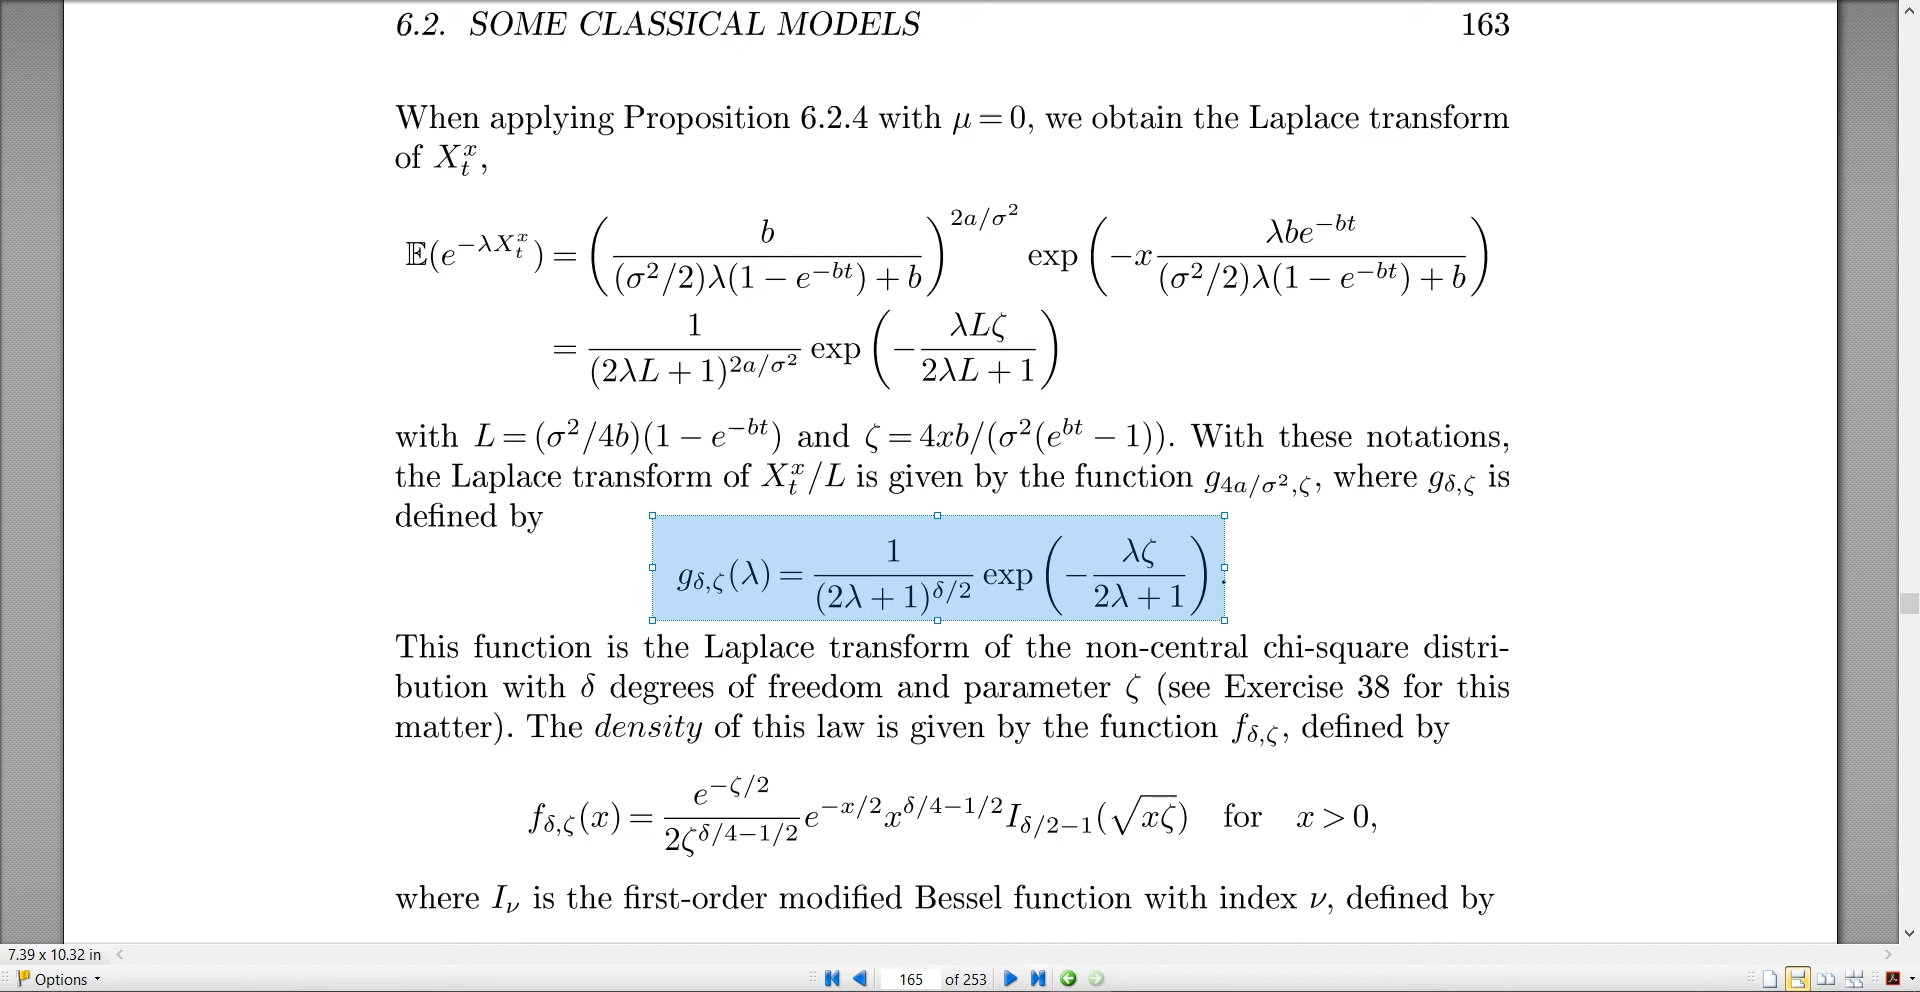 6.2. SOME CLASSICAL MODELS 163
When applying Proposition 6.2.4 with μ = 0, we obtain the Laplace transform
of X_t^x,
𝔼(e^{−λX_t^x}) = ( b / ((σ²/2)λ(1 − e^{−bt}) + b) )^{2a/σ²} exp ( −x λbe^{−bt} / ((σ²/2)λ(1 − e^{−bt}) + b) )
= 1 / (2λL + 1)^{2a/σ²} exp ( − λLζ / (2λL + 1) )
with L = (σ²/4b)(1 − e^{−bt}) and ζ = 4xb/(σ²(e^{bt} − 1)). With these notations,
the Laplace transform of X_t^x/L is given by the function g_{4a/σ²,ζ}, where g_{δ,ζ} is
defined by
g_{δ,ζ}(λ) = 1 / (2λ + 1)^{δ/2} exp ( − λζ / (2λ + 1) ).
This function is the Laplace transform of the non-central chi-square distri-
bution with δ degrees of freedom and parameter ζ (see Exercise 38 for this
matter). The density of this law is given by the function f_{δ,ζ}, defined by
f_{δ,ζ}(x) = e^{−ζ/2} / (2ζ^{δ/4−1/2}) e^{−x/2} x^{δ/4−1/2} I_{δ/2−1}(√(xζ)) for x > 0,
where I_ν is the first-order modified Bessel function with index ν, defined by
7.39 x 10.32 in
Options 165 of 253